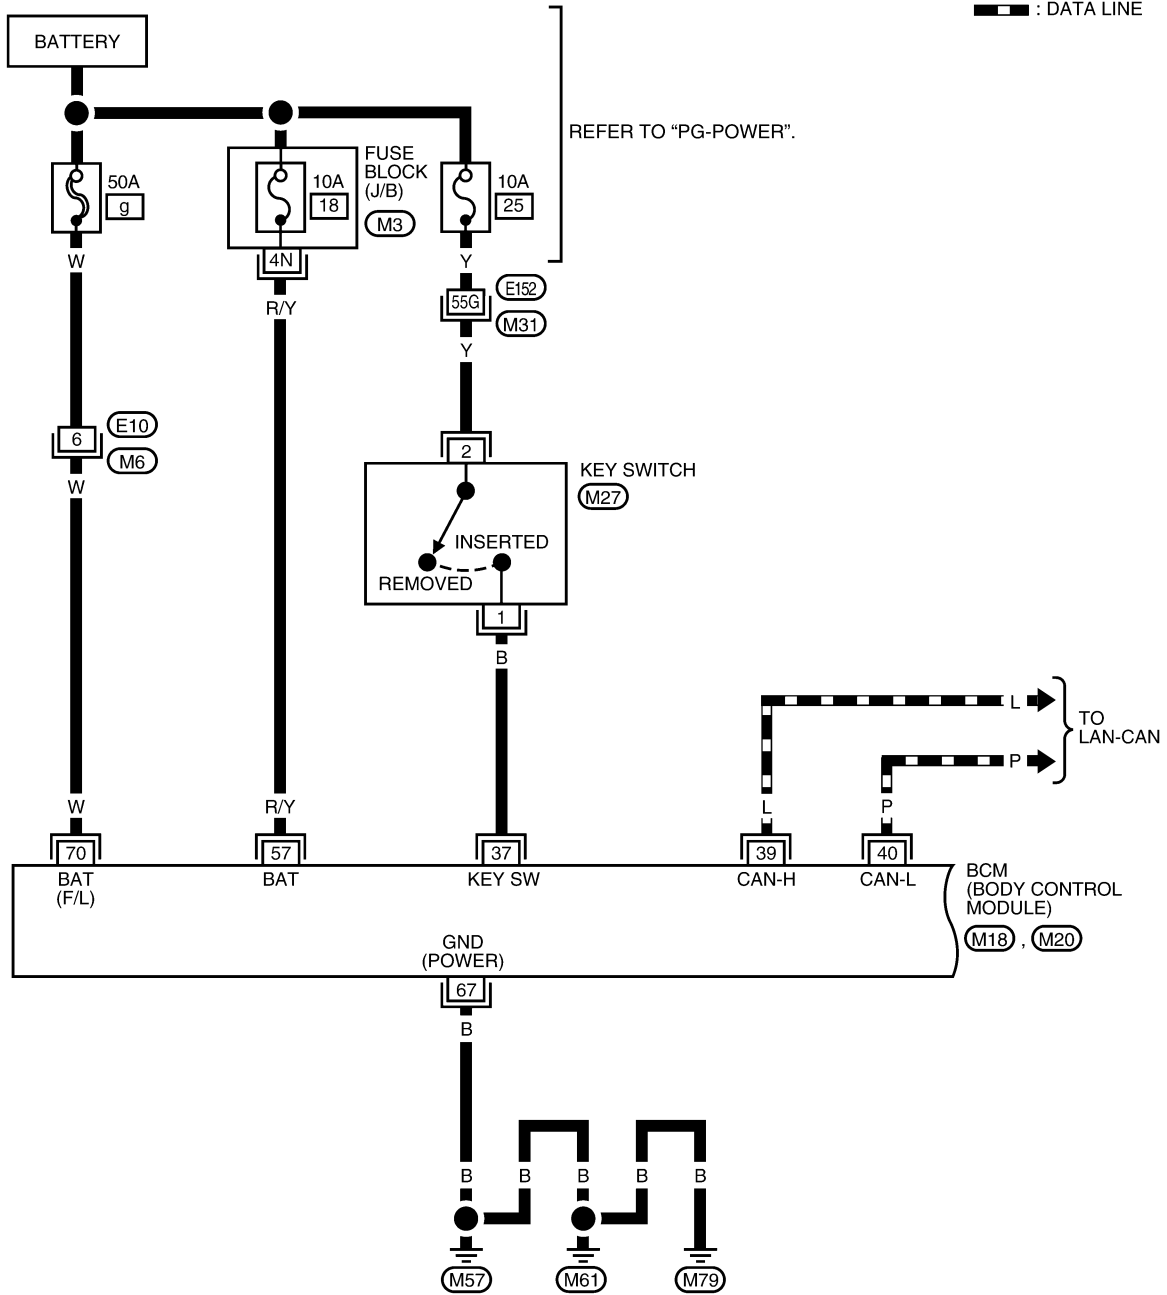 : DATA LINE
BATTERY
REFER TO “PG-POWER”.
50A
g
FUSE
BLOCK
(J/B)
10A
18
M3
10A
25
W
4N
Y
R/Y
55G
E152
M31
Y
6
E10
M6
W
2
KEY SWITCH
M27
INSERTED
REMOVED
1
B
L
P
TO
LAN-CAN
W
R/Y
L
P
70
57
37
39
40
BAT
(F/L)
BAT
KEY SW
CAN-H
CAN-L
BCM
(BODY CONTROL
MODULE)
M18 , M20
GND
(POWER)
67
B
B
B
B
B
B
M57
M61
M79